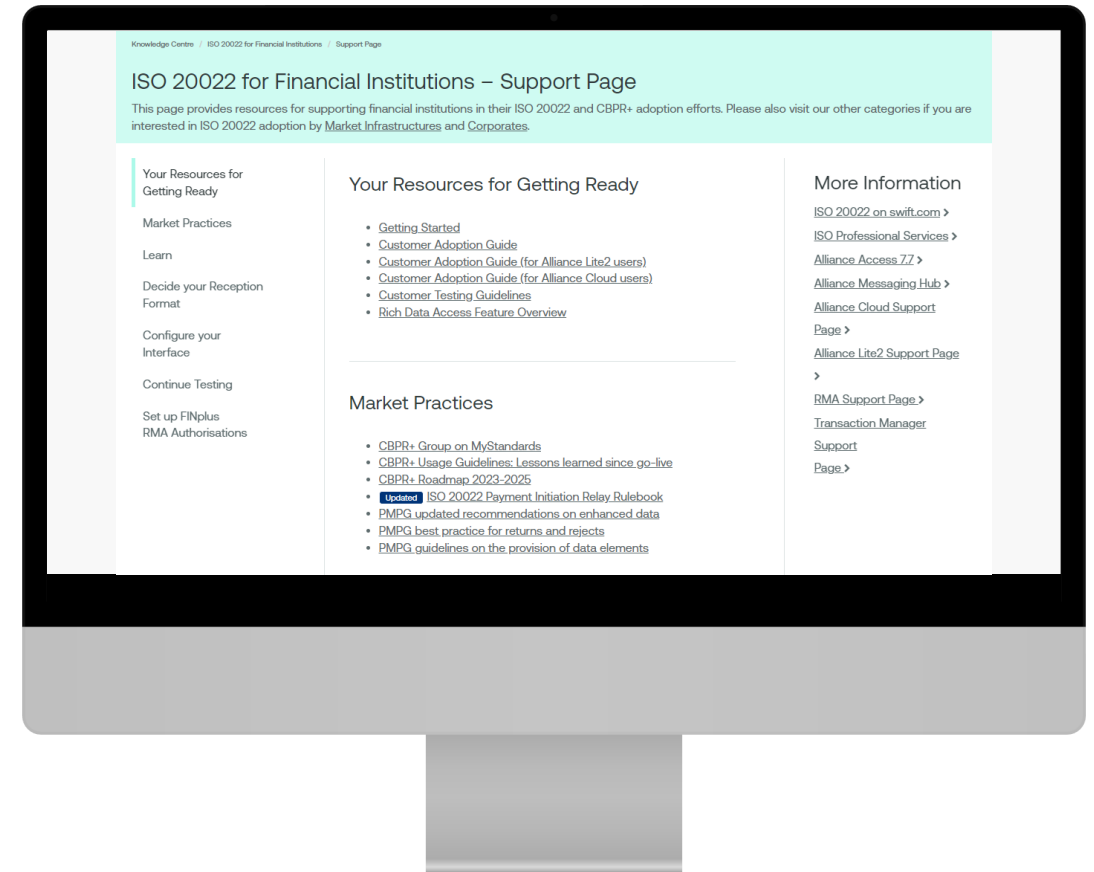 Knowledge Centre / ISO 20022 for Financial Institutions / Support Page
ISO 20022 for Financial Institutions – Support Page
This page provides resources for supporting financial institutions in their ISO 20022 and CBPR+ adoption efforts. Please also visit our other categories if you are
interested in ISO 20022 adoption by Market Infrastructures and Corporates.
Your Resources for
Getting Ready
Market Practices
Learn
Decide your Reception
Format
Configure your
Interface
Continue Testing
Set up FINplus
RMA Authorisations
Your Resources for Getting Ready
• Getting Started
• Customer Adoption Guide
• Customer Adoption Guide (for Alliance Lite2 users)
• Customer Adoption Guide (for Alliance Cloud users)
• Customer Testing Guidelines
• Rich Data Access Feature Overview
Market Practices
• CBPR+ Group on MyStandards
• CBPR+ Usage Guidelines: Lessons learned since go-live
• CBPR+ Roadmap 2023-2025
• Updated ISO 20022 Payment Initiation Relay Rulebook
• PMPG updated recommendations on enhanced data
• PMPG best practice for returns and rejects
• PMPG guidelines on the provision of data elements
More Information
ISO 20022 on swift.com >
ISO Professional Services >
Alliance Access 7.7 >
Alliance Messaging Hub >
Alliance Cloud Support
Page >
Alliance Lite2 Support Page
>
RMA Support Page >
Transaction Manager
Support
Page >